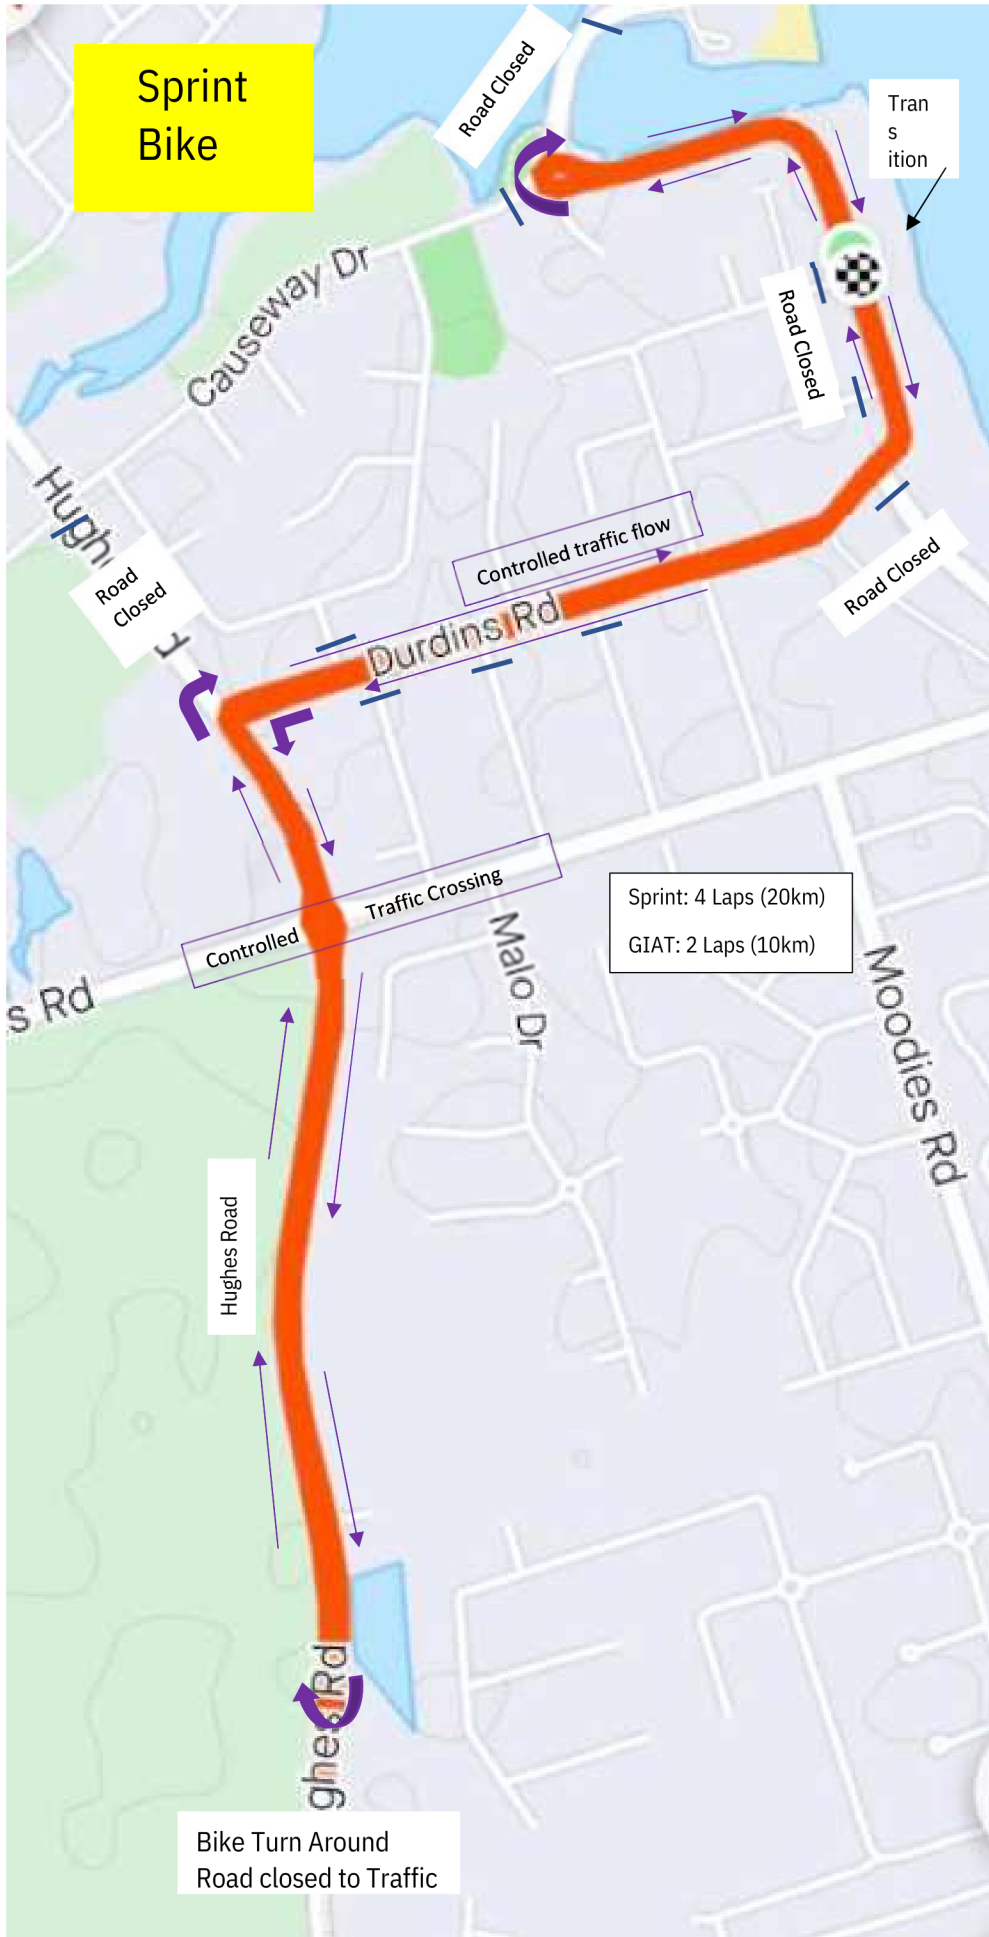 Sprint
Bike
Road Closed
Tran
s
ition
Causeway Dr
Road Closed
Controlled traffic flow
Road Closed
Road
Closed
Durdins Rd
Controlled
Traffic Crossing
Sprint: 4 Laps (20km)
GIAT: 2 Laps (10km)
Malo Dr
Moodies Rd
s Rd
Hughes Road
ghes Rd
Bike Turn Around
Road closed to Traffic